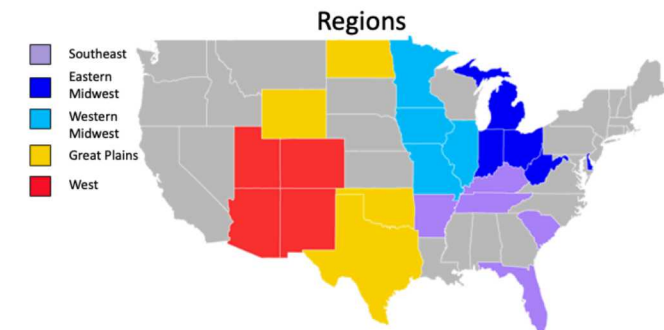 Regions
Southeast
Eastern
Midwest
Western
Midwest
Great Plains
West